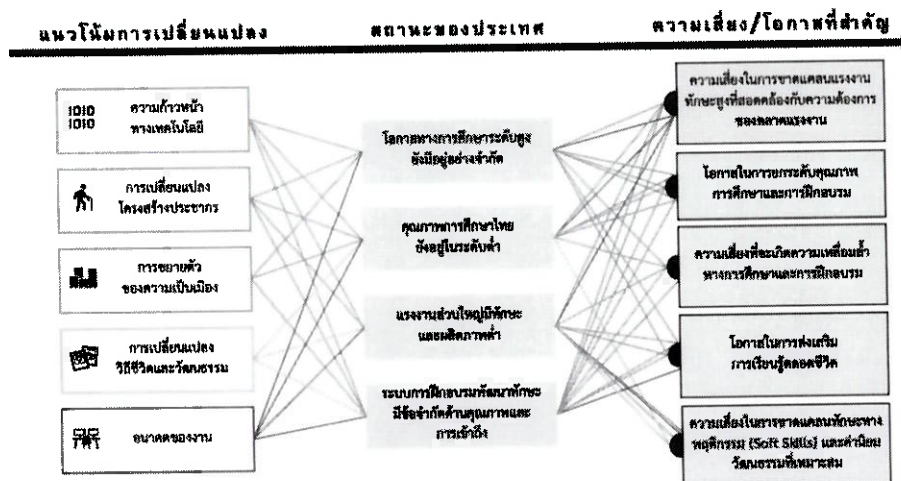 แนวโน้มการเปลี่ยนแปลง
สถานะของประเทศ
ความเสี่ยง/โอกาสที่สำคัญ
1010
1010
ความก้าวหน้า
ทางเทคโนโลยี
การเปลี่ยนแปลง
โครงสร้างประชากร
การขยายตัว
ของความเป็นเมือง
การเปลี่ยนแปลง
วิถีชีวิตและวัฒนธรรม
อนาคตของงาน
โอกาสทางการศึกษาระดับสูง
ยังมีอยู่อย่างจำกัด
คุณภาพการศึกษาไทย
ยังอยู่ในระดับต่ำ
แรงงานส่วนใหญ่มีทักษะ
และผลิตภาพต่ำ
ระบบการฝึกอบรมพัฒนาทักษะ
มีข้อจำกัดด้านคุณภาพและ
การเข้าถึง
ความเสี่ยงในการขาดแคลนแรงงาน
ทักษะสูงที่สอดคล้องกับความต้องการ
ของตลาดแรงงาน
โอกาสในการยกระดับคุณภาพ
การศึกษาและการฝึกอบรม
ความเสี่ยงที่จะเกิดความเหลื่อมล้ำ
ทางการศึกษาและการฝึกอบรม
โอกาสในการส่งเสริม
การเรียนรู้ตลอดชีวิต
ความเสี่ยงในการขาดแคลนทักษะทาง
พฤติกรรม (Soft Skills) และค่านิยม
วัฒนธรรมที่เหมาะสม